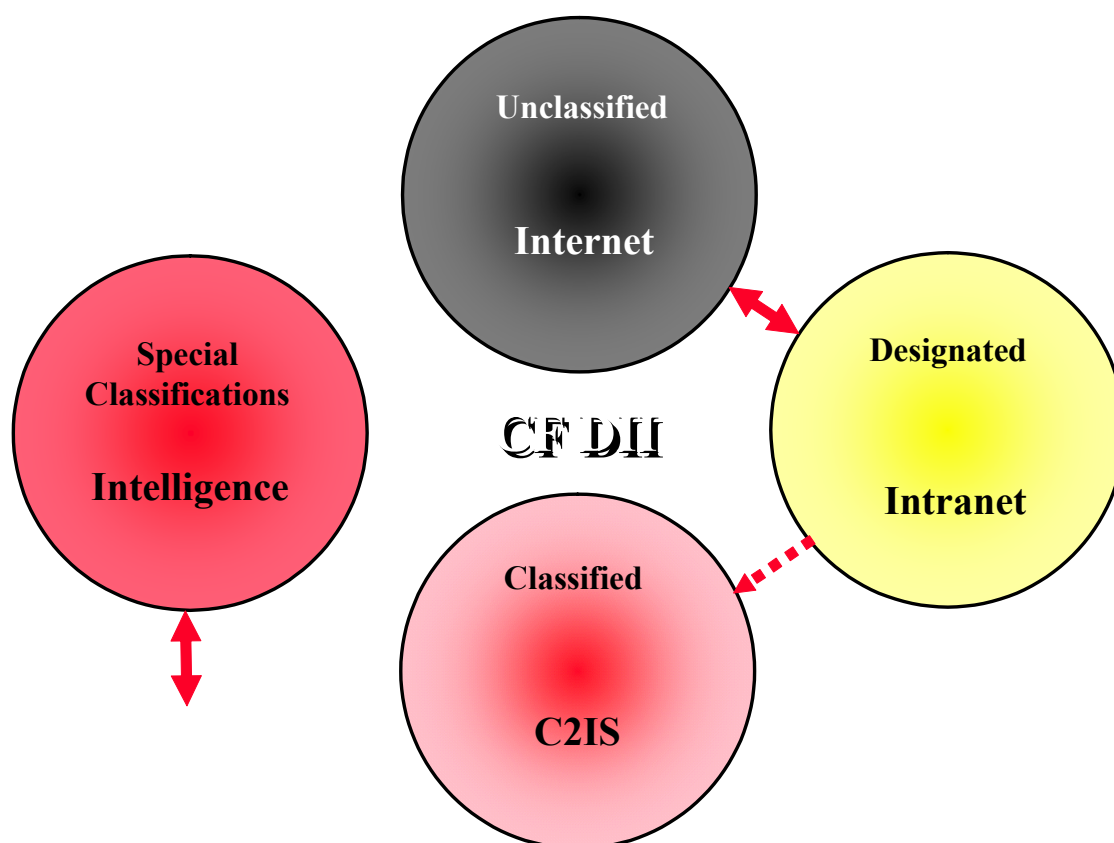 Unclassified
Internet
Special
Classifications
Intelligence
Designated
Intranet
CF DII
Classified
C2IS